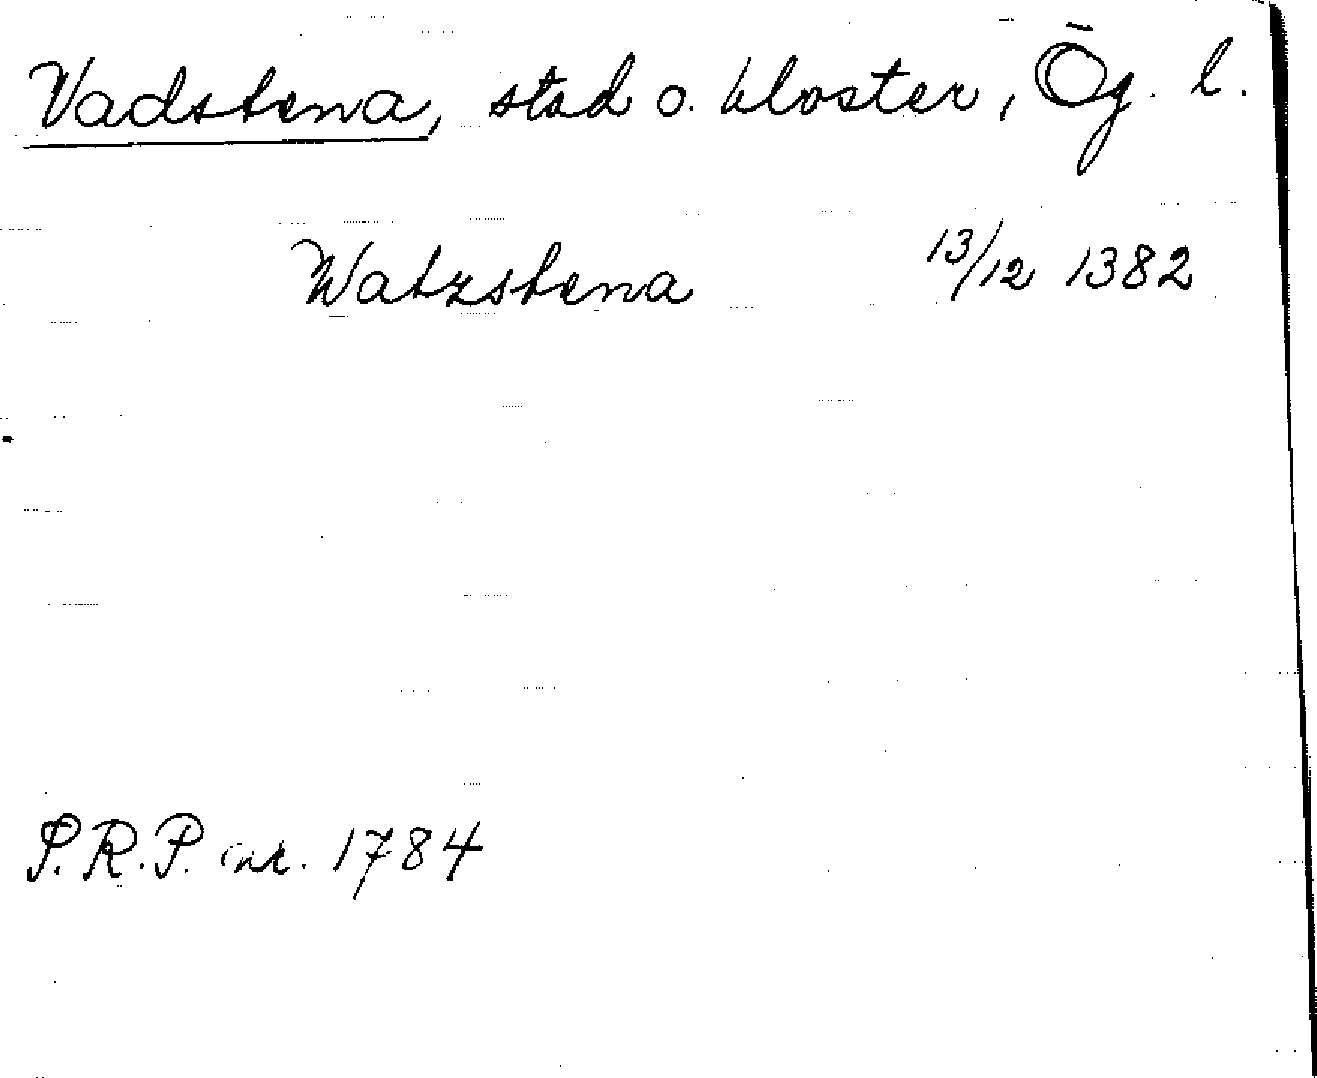 Vadstena, stad o. kloster, Ög. l.
Watzstena 13/12 1382
S.R.P. nr. 1784